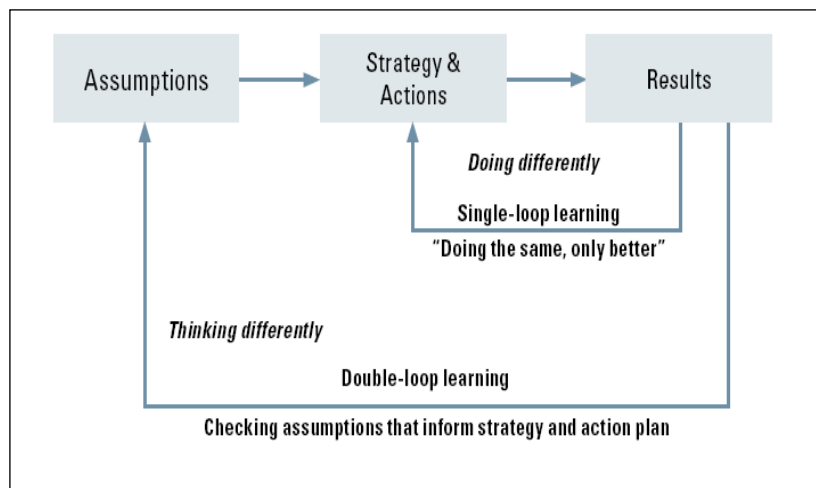 Assumptions
Strategy &
Actions
Results
Doing differently
Single-loop learning
“Doing the same, only better”
Thinking differently
Double-loop learning
Checking assumptions that inform strategy and action plan